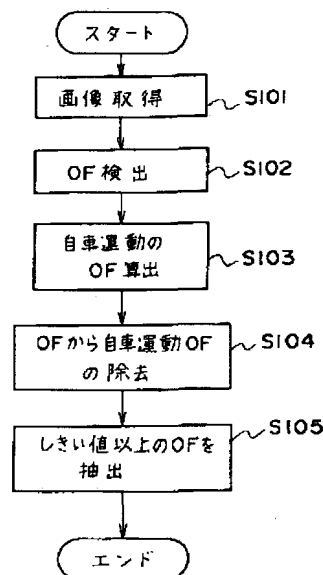 スタート
画像取得
S101
OF検出
S102
自車運動の
OF算出
S103
OFから自車運動OF
の除去
S104
しきい値以上のOFを
抽出
S105
エンド